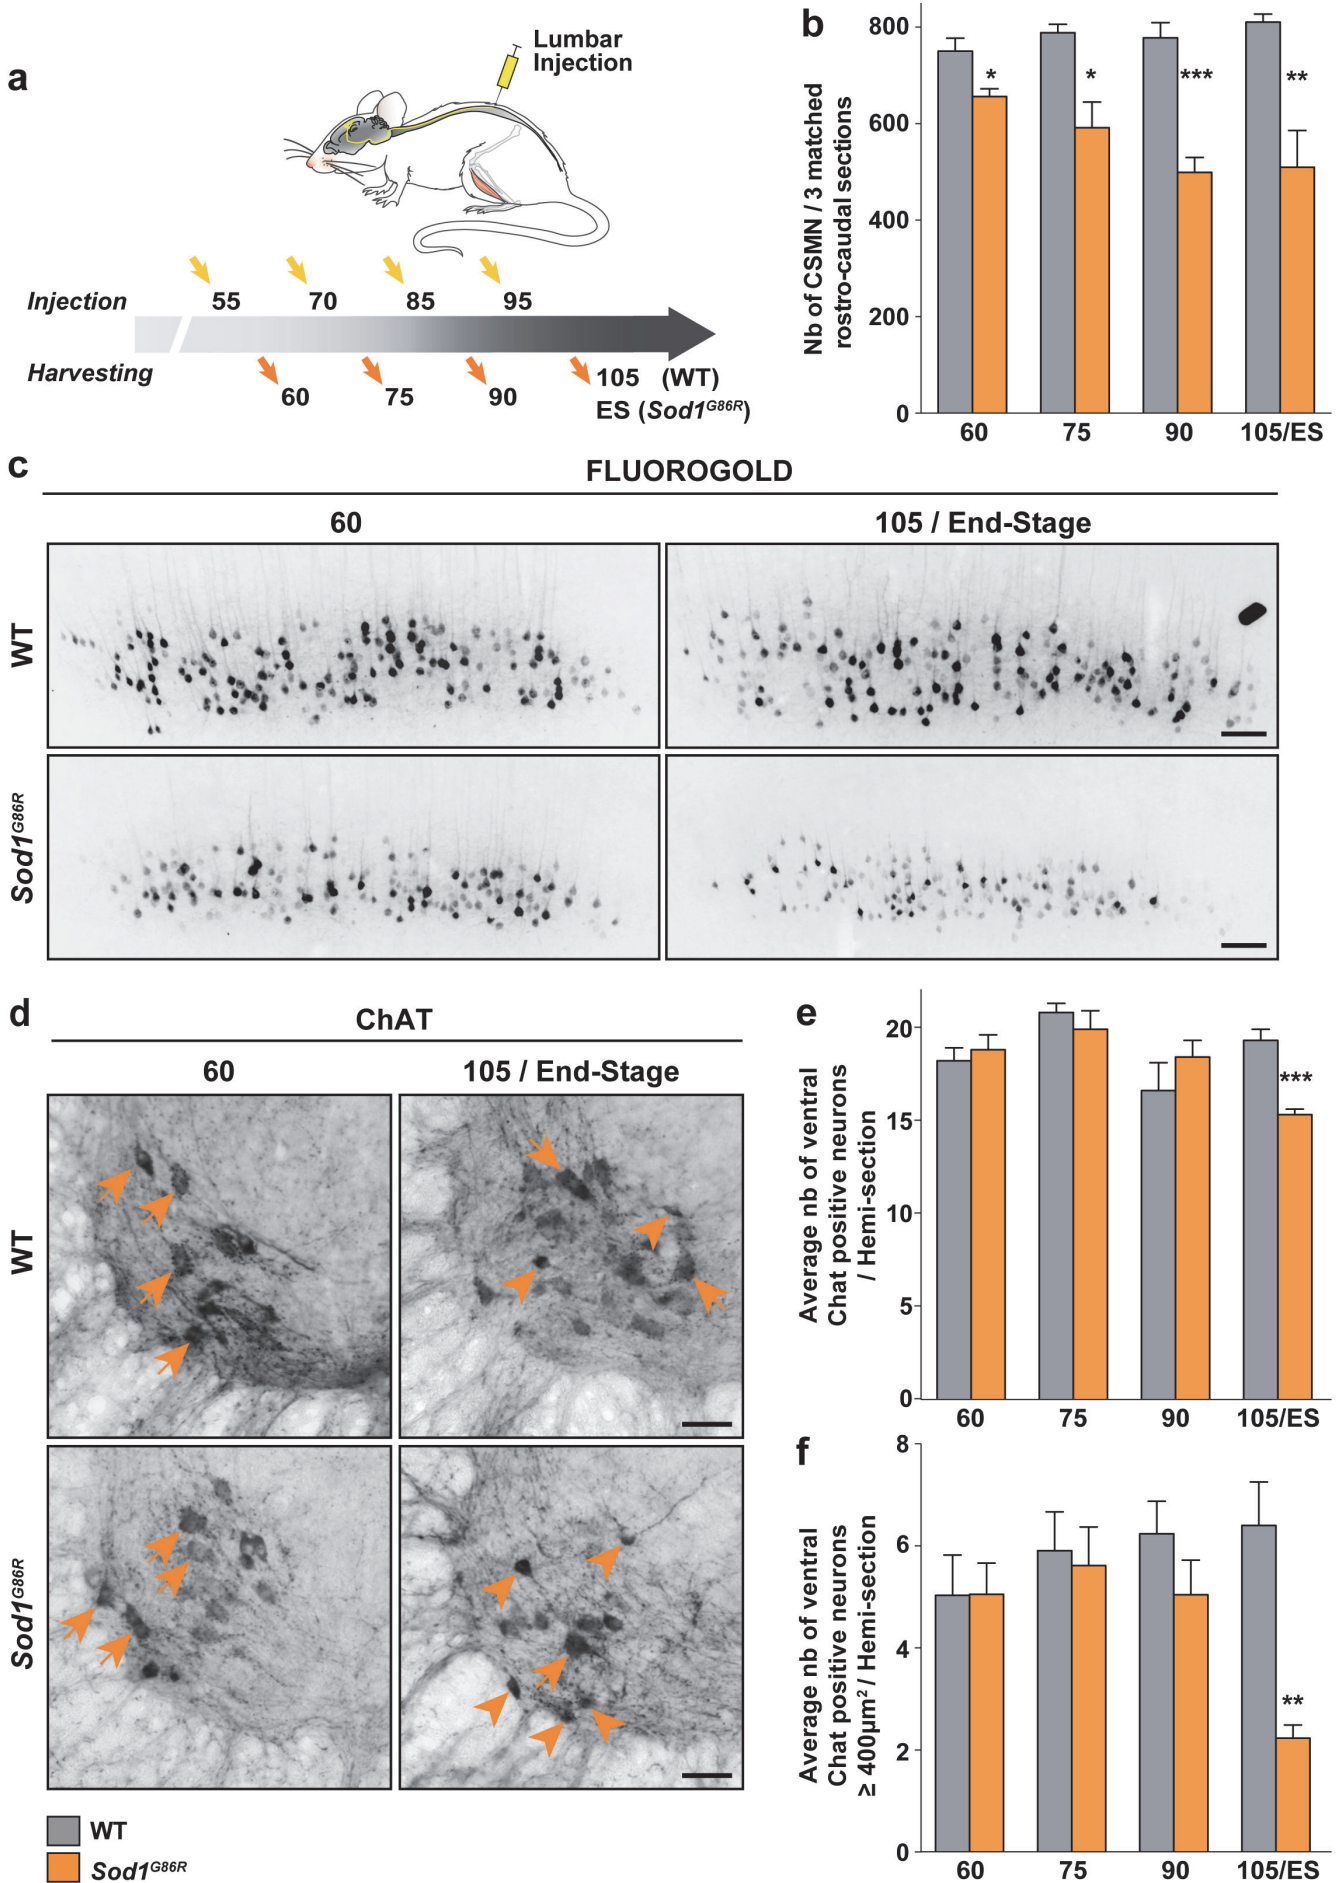 a
Lumbar
Injection
Injection
55
70
85
95
Harvesting
60
75
90
105 (WT)
ES (Sod1G86R)
b
Nb of CSMN / 3 matched
rostro-caudal sections
800
600
400
200
0
*
*
***
**
60
75
90
105/ES
c
FLUOROGOLD
60
105 / End-Stage
WT
Sod1G86R
d
ChAT
60
105 / End-Stage
WT
Sod1G86R
WT
Sod1G86R
e
Average nb of ventral
Chat positive neurons
/ Hemi-section
20
15
10
5
0
***
60
75
90
105/ES
f
Average nb of ventral
Chat positive neurons
≥ 400µm2 / Hemi-section
8
6
4
2
0
**
60
75
90
105/ES